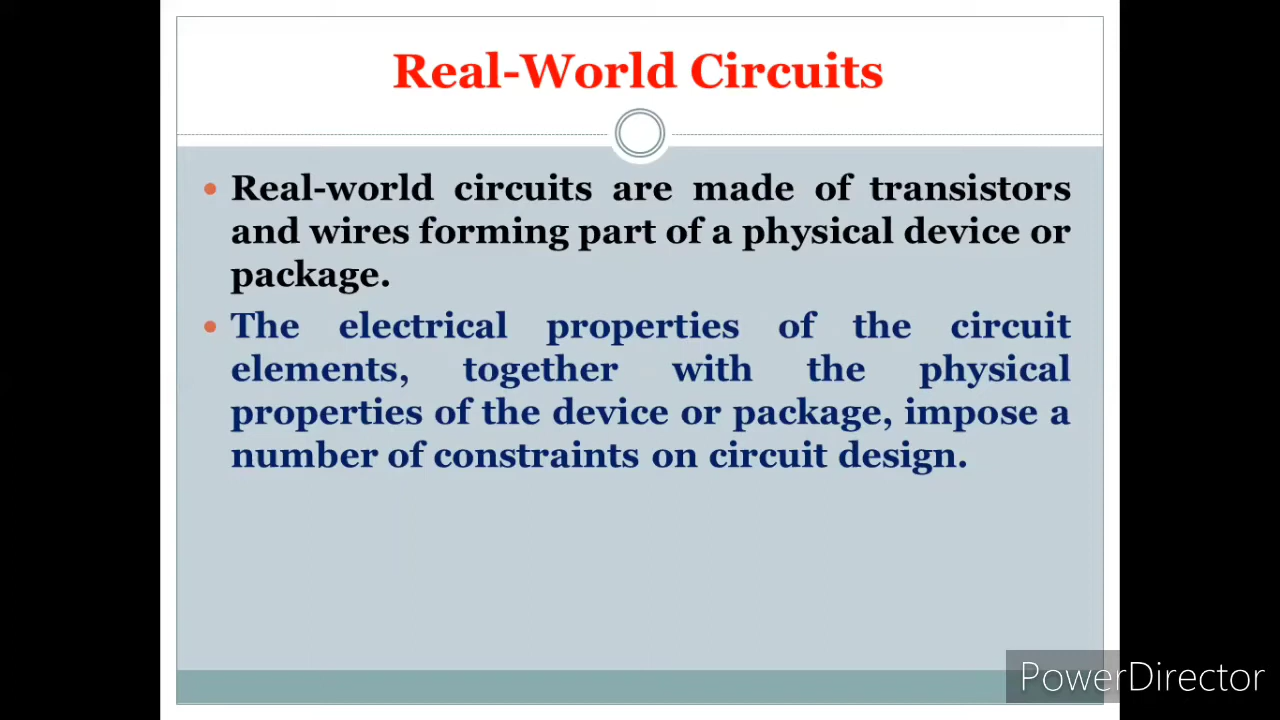 Real-World Circuits
Real-world circuits are made of transistors
and wires forming part of a physical device or
package.
The electrical properties of the circuit
elements, together with the physical
properties of the device or package, impose a
number of constraints on circuit design.
PowerDirector